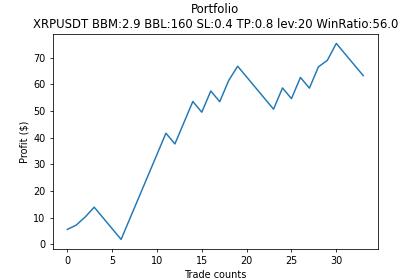 Portfolio
XRPUSDT BBM:2.9 BBL:160 SL:0.4 TP:0.8 lev:20 WinRatio:56.0
Profit ($)
70
60
50
40
30
20
10
0
0 5 10 15 20 25 30
Trade counts